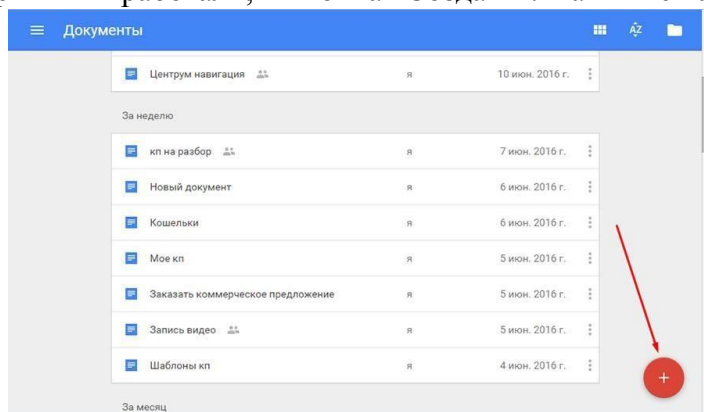 Документы
AZ
Центрум навигация я 10 июн. 2016 г.
За неделю
кп на разбор я 7 июн. 2016 г.
Новый документ я 6 июн. 2016 г.
Кошельки я 6 июн. 2016 г.
Мое кп я 5 июн. 2016 г.
Заказать коммерческое предложение я 5 июн. 2016 г.
Запись видео я 5 июн. 2016 г.
Шаблоны кп я 4 июн. 2016 г.
За месяц